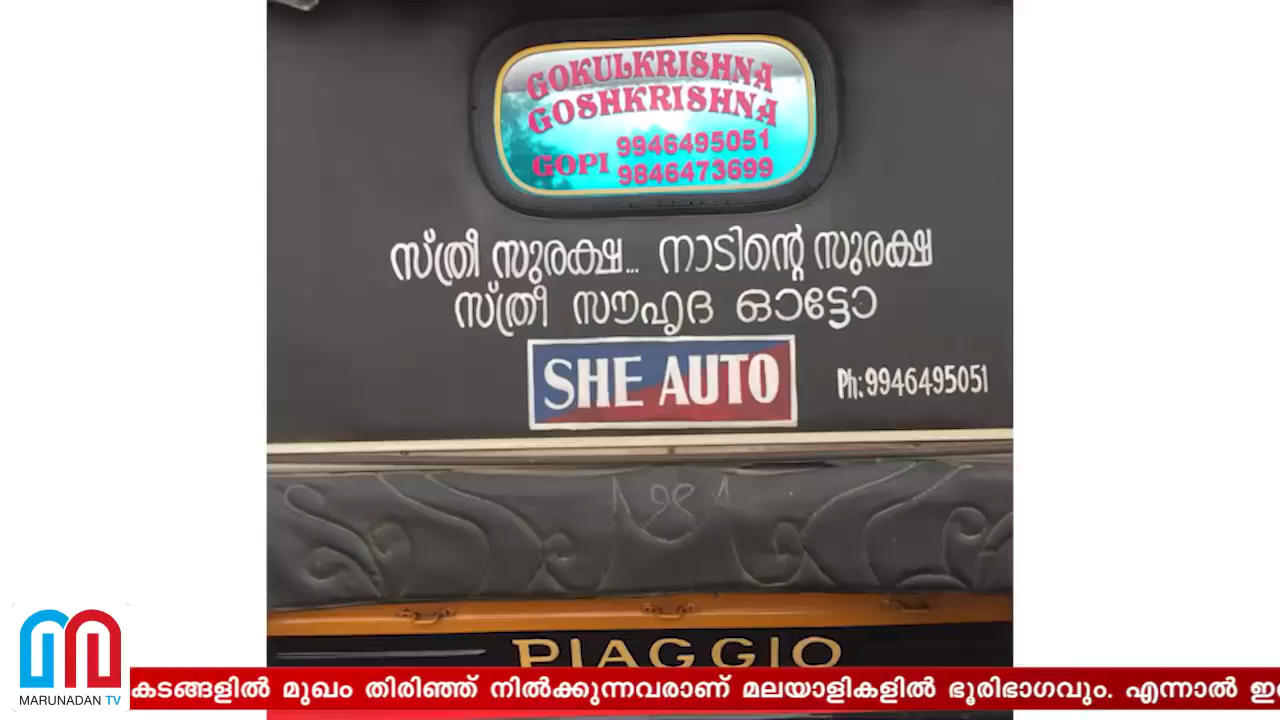 GOKULKRISHNA
GOSHKRISHNA
GOPI 9946495051
9846473699
സ്ത്രീ സുരക്ഷ... നാടിന്റെ സുരക്ഷ
സ്ത്രീ സൗഹൃദ ഓട്ടോ
SHE AUTO
Ph:9946495051
PIAGGIO
MARUNADAN TV
കടങ്ങളിൽ മുഖം തിരിഞ്ഞ് നിൽക്കുന്നവരാണ് മലയാളികളിൽ ഭൂരിഭാഗവും. എന്നാൽ